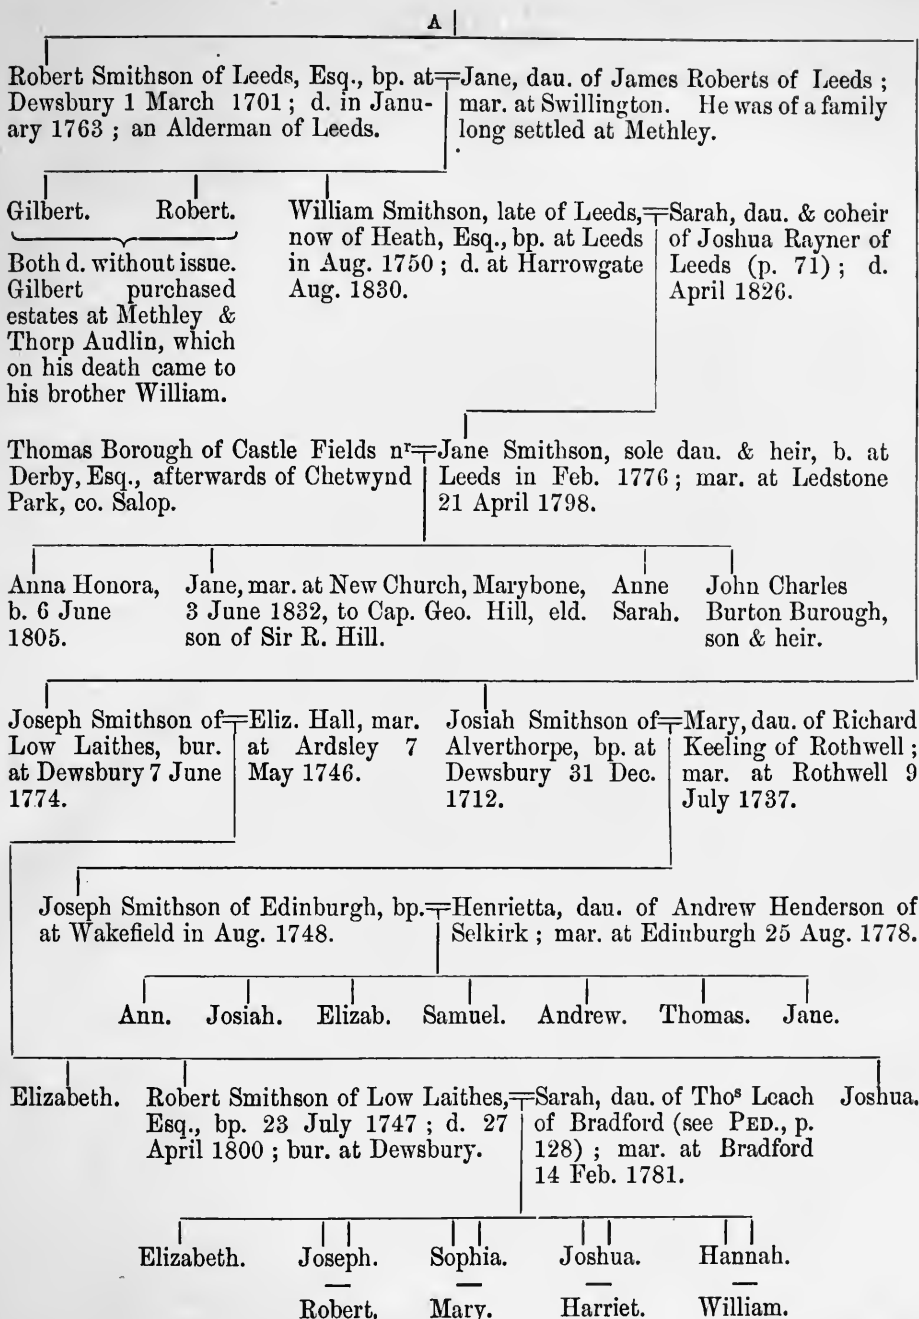 A
Robert Smithson of Leeds, Esq., bp. at
Dewsbury 1 March 1701 ; d. in Janu-
ary 1763 ; an Alderman of Leeds.
Jane, dau. of James Roberts of Leeds ;
mar. at Swillington. He was of a family
long settled at Methley.
Gilbert. Robert.
Both d. without issue.
Gilbert purchased
estates at Methley &
Thorp Audlin, which
on his death came to
his brother William.
William Smithson, late of Leeds,
now of Heath, Esq., bp. at Leeds
in Aug. 1750 ; d. at Harrowgate
Aug. 1830.
Sarah, dau. & coheir
of Joshua Rayner of
Leeds (p. 71) ; d.
April 1826.
Thomas Borough of Castle Fields nʳ
Derby, Esq., afterwards of Chetwynd
Park, co. Salop.
Jane Smithson, sole dau. & heir, b. at
Leeds in Feb. 1776 ; mar. at Ledstone
21 April 1798.
Anna Honora,
b. 6 June
1805.
Jane, mar. at New Church, Marybone,
3 June 1832, to Cap. Geo. Hill, eld.
son of Sir R. Hill.
Anne
Sarah.
John Charles
Burton Burough,
son & heir.
Joseph Smithson of
Low Laithes, bur.
at Dewsbury 7 June
1774.
Eliz. Hall, mar.
at Ardsley 7
May 1746.
Josiah Smithson of
Alverthorpe, bp. at
Dewsbury 31 Dec.
1712.
Mary, dau. of Richard
Keeling of Rothwell ;
mar. at Rothwell 9
July 1737.
Joseph Smithson of Edinburgh, bp.
at Wakefield in Aug. 1748.
Henrietta, dau. of Andrew Henderson of
Selkirk ; mar. at Edinburgh 25 Aug. 1778.
Ann. Josiah. Elizab. Samuel. Andrew. Thomas. Jane.
Elizabeth.
Robert Smithson of Low Laithes,
Esq., bp. 23 July 1747 ; d. 27
April 1800 ; bur. at Dewsbury.
Sarah, dau. of Thoˢ Leach
of Bradford (see PED., p.
128) ; mar. at Bradford
14 Feb. 1781.
Joshua.
Elizabeth. Joseph. Sophia. Joshua. Hannah.
Robert. Mary. Harriet. William.